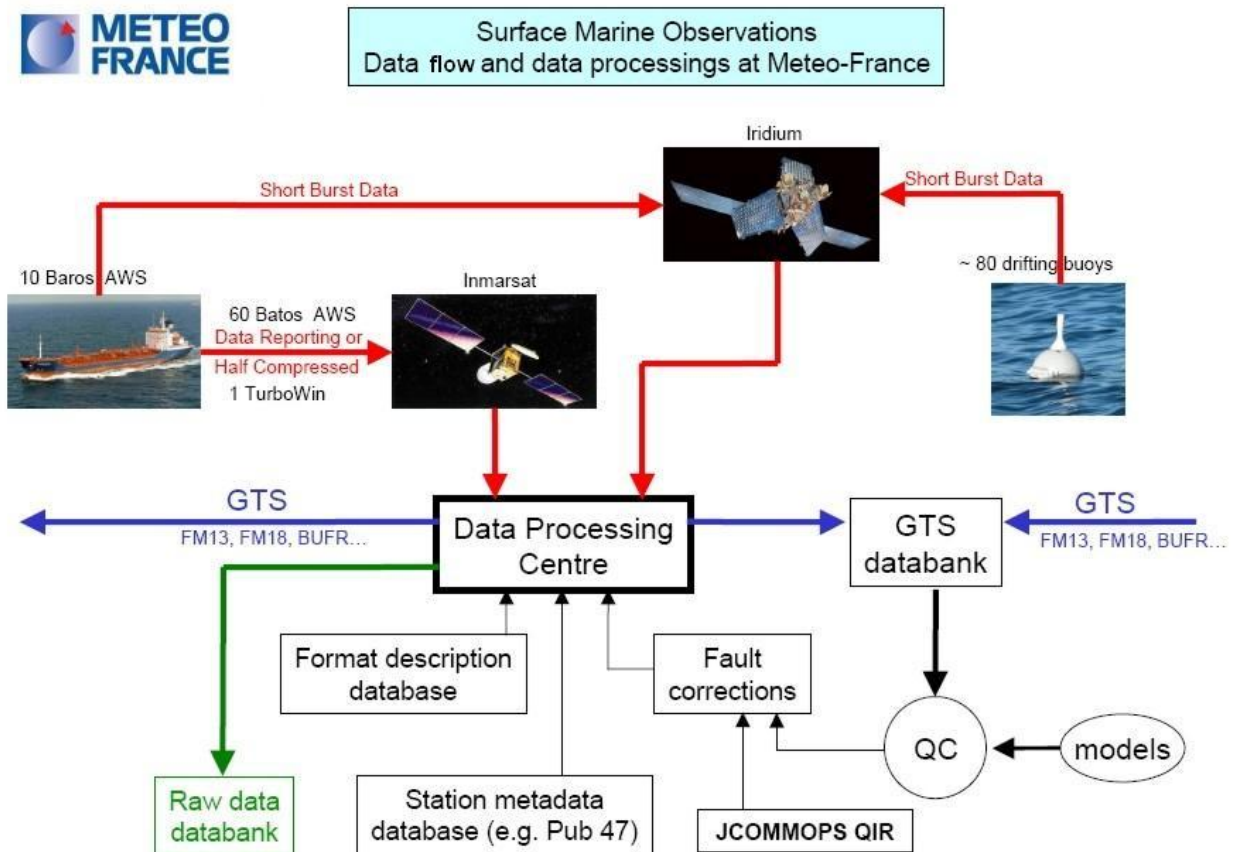 METEO
FRANCE
Surface Marine Observations
Data flow and data processings at Meteo-France
Iridium
Short Burst Data
Short Burst Data
10 Baros AWS
Inmarsat
~ 80 drifting buoys
60 Batos AWS
Data Reporting or
Half Compressed
1 TurboWin
GTS
FM13, FM18, BUFR...
Data Processing
Centre
GTS
databank
GTS
FM13, FM18, BUFR...
Format description
database
Fault
corrections
QC
models
Raw data
databank
Station metadata
database (e.g. Pub 47)
JCOMMOPS QIR